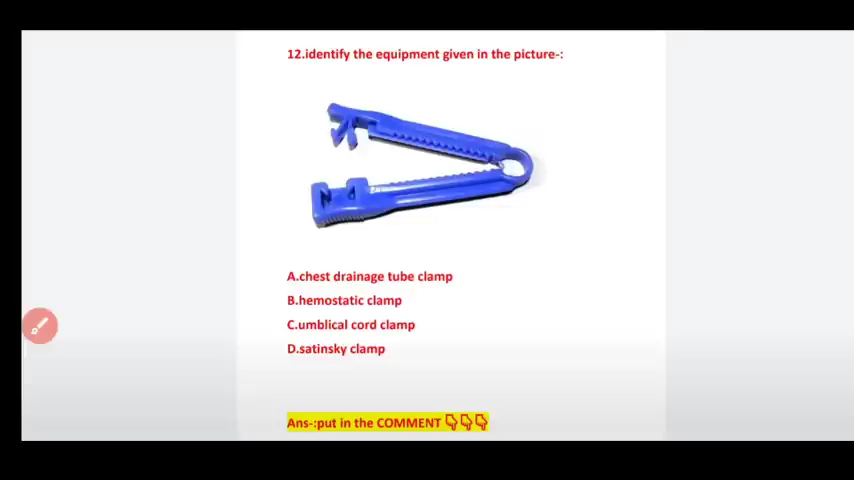 12.identify the equipment given in the picture-:
A.chest drainage tube clamp
B.hemostatic clamp
C.umblical cord clamp
D.satinsky clamp
Ans-:put in the COMMENT 👇👇👇